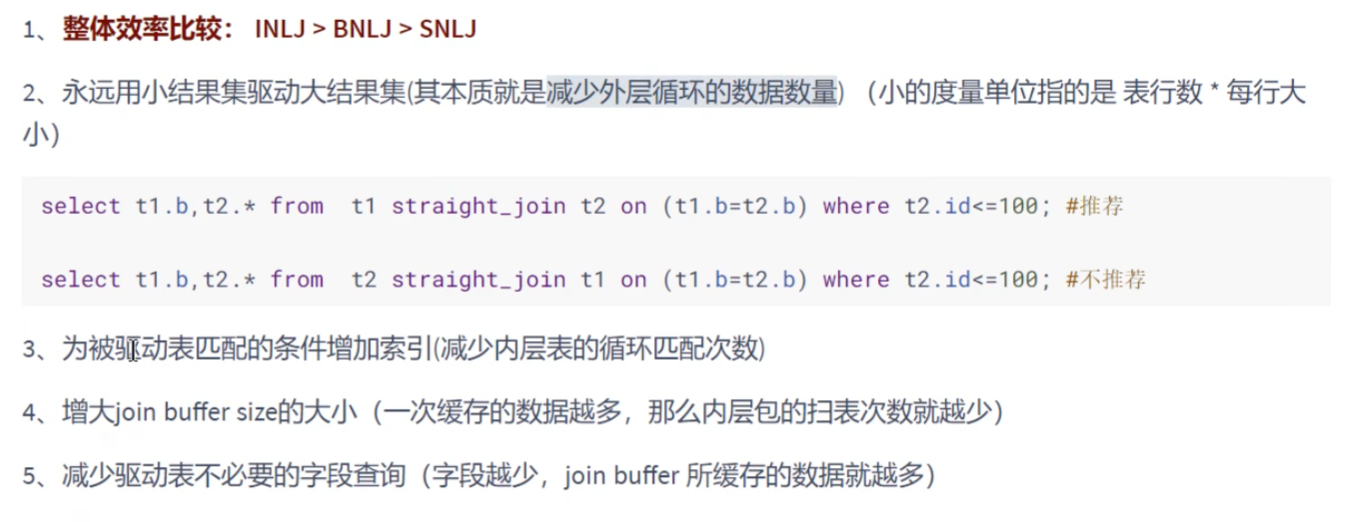 1、整体效率比较： INLJ > BNLJ > SNLJ
2、永远用小结果集驱动大结果集(其本质就是减少外层循环的数据数量) （小的度量单位指的是 表行数 * 每行大
小）
select t1.b,t2.* from  t1 straight_join t2 on (t1.b=t2.b) where t2.id<=100; #推荐
select t1.b,t2.* from  t2 straight_join t1 on (t1.b=t2.b) where t2.id<=100; #不推荐
3、为被驱动表匹配的条件增加索引(减少内层表的循环匹配次数)
4、增大join buffer size的大小（一次缓存的数据越多，那么内层包的扫表次数就越少）
5、减少驱动表不必要的字段查询（字段越少，join buffer 所缓存的数据就越多）